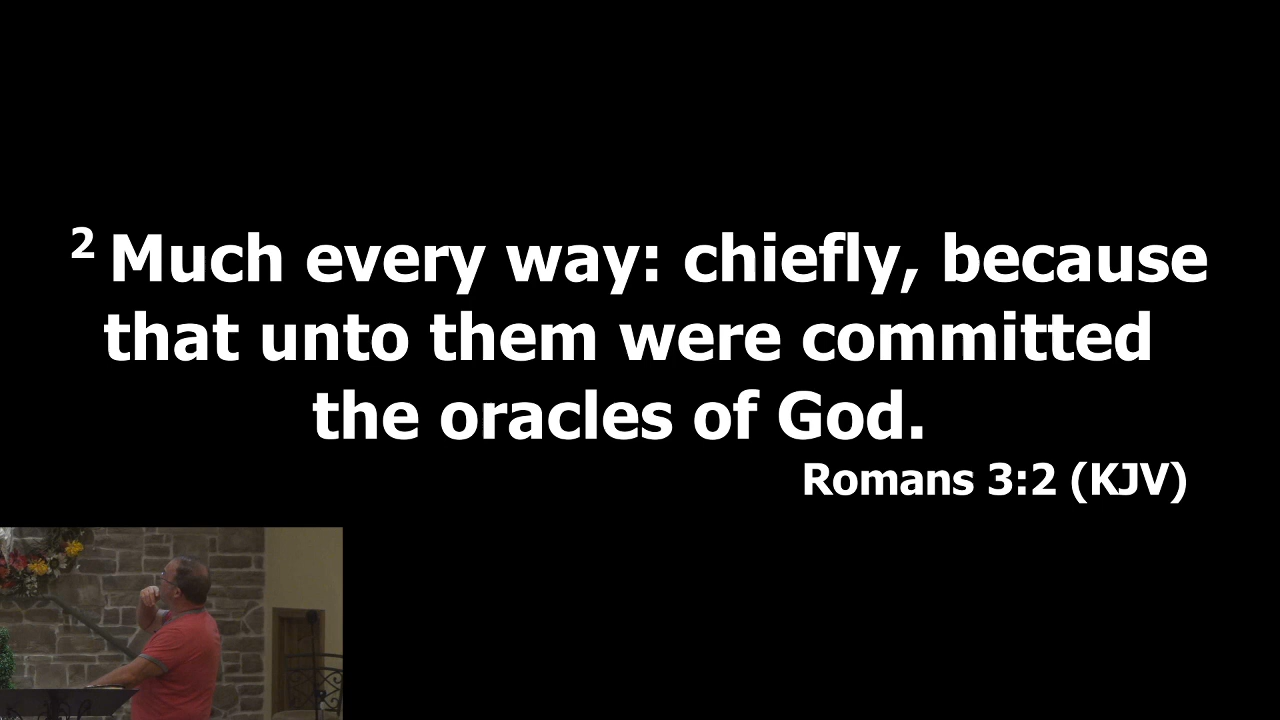 2 Much every way: chiefly, because
that unto them were committed
the oracles of God.
Romans 3:2 (KJV)